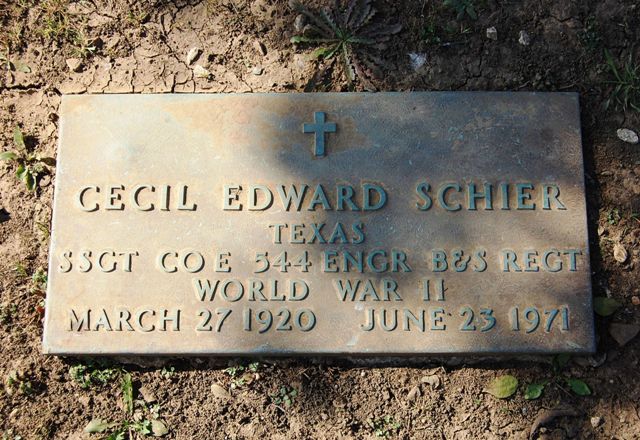 CECIL EDWARD SCHIER
TEXAS
SSGT CO E 544 ENGR B&S REGT
WORLD WAR II
MARCH 27 1920 JUNE 23 1971